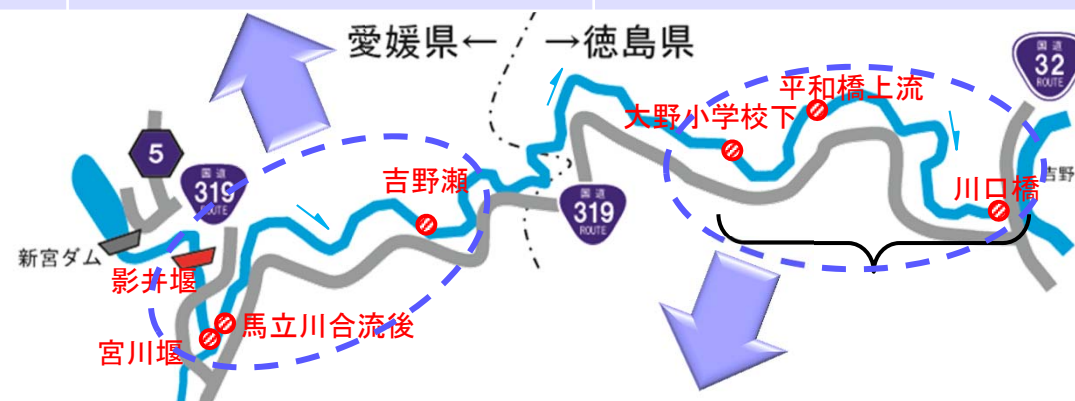 愛媛県← →徳島県
国道
32
ROUTE
平和橋上流
大野小学校下
5
国道
319
ROUTE
吉野瀬
国道
319
ROUTE
川口橋
吉野
新宮ダム
影井堰
馬立川合流後
宮川堰